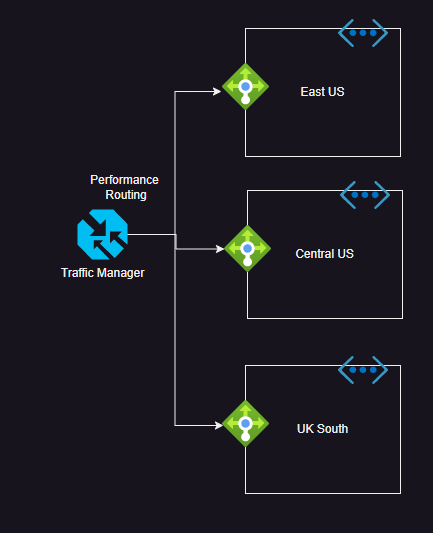 East US
Performance
Routing
Central US
Traffic Manager
UK South